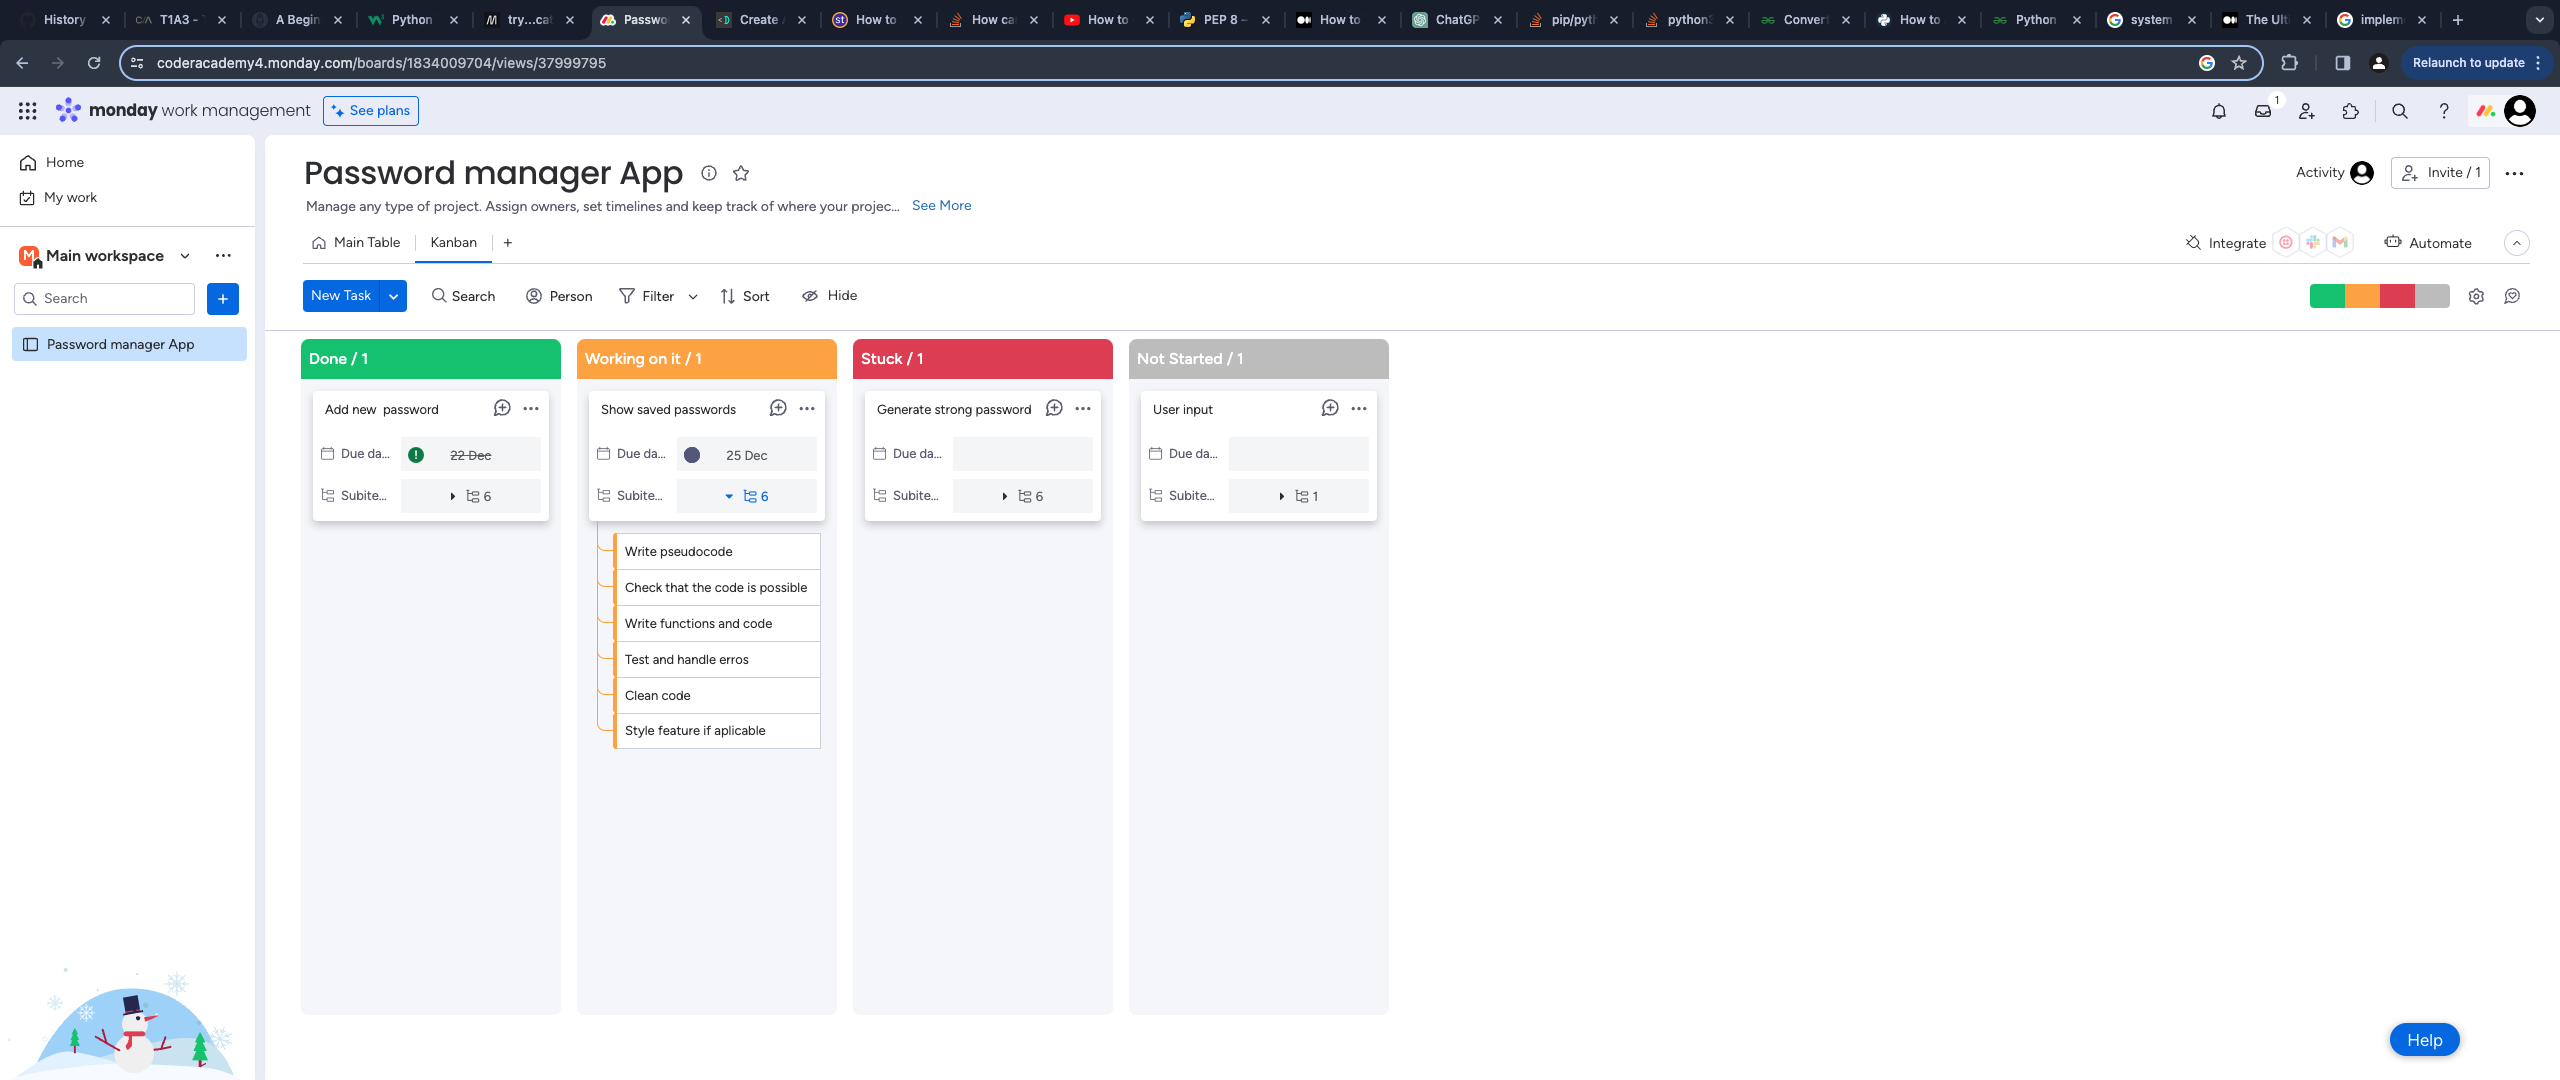 History
T1A3 -
A Begin
Python
try...cat
Passwo
Create
How to
How ca
How to
PEP 8 –
How to
ChatGP
pip/pyth
python3
Conver
How to
Python
system
The Ult
implem
coderacademy4.monday.com/boards/1834009704/views/37999795
Relaunch to update
monday work management
See plans
1
Home
My work
M
Main workspace
Search
Password manager App
Password manager App
Activity
Invite / 1
Manage any type of project. Assign owners, set timelines and keep track of where your projec...
See More
Main Table
Kanban
Integrate
Automate
New Task
Search
Person
Filter
Sort
Hide
Done / 1
Add new password
Due da...
22 Dec
Subite...
6
Working on it / 1
Show saved passwords
Due da...
25 Dec
Subite...
6
Write pseudocode
Check that the code is possible
Write functions and code
Test and handle erros
Clean code
Style feature if aplicable
Stuck / 1
Generate strong password
Due da...
Subite...
6
Not Started / 1
User input
Due da...
Subite...
1
Help